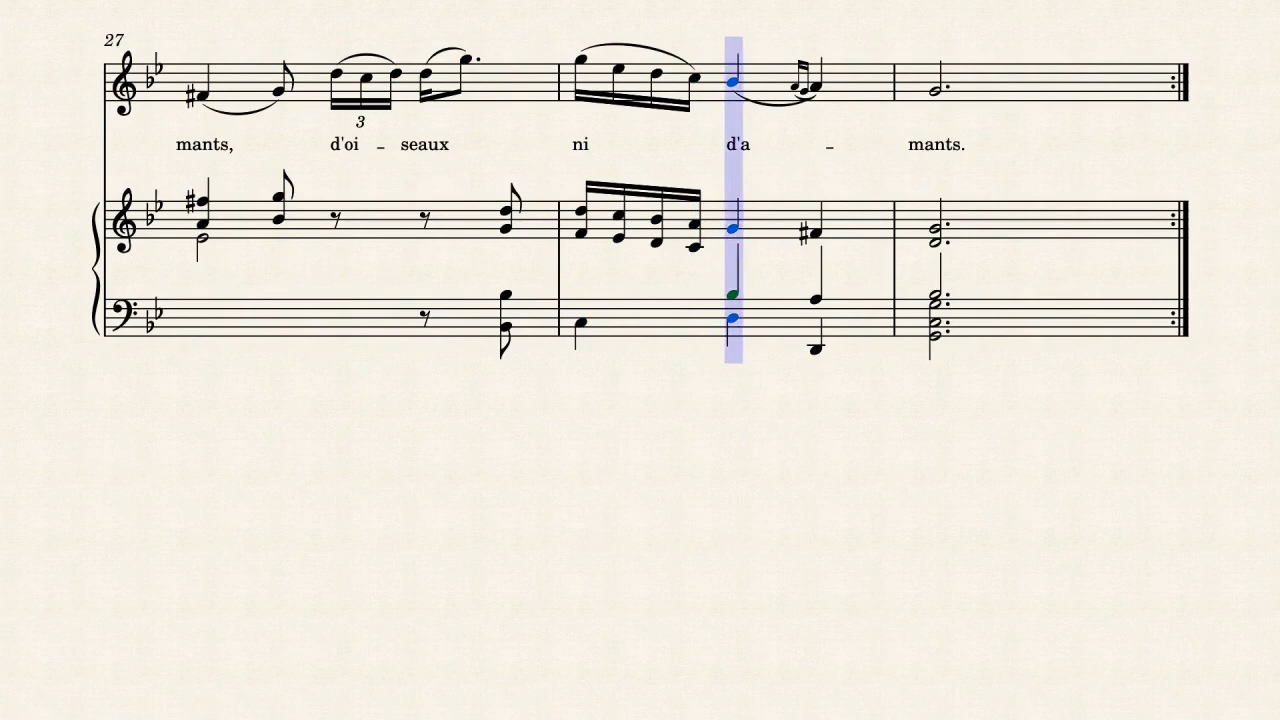 27
3
mants, d'oi - seaux ni d'a - mants.